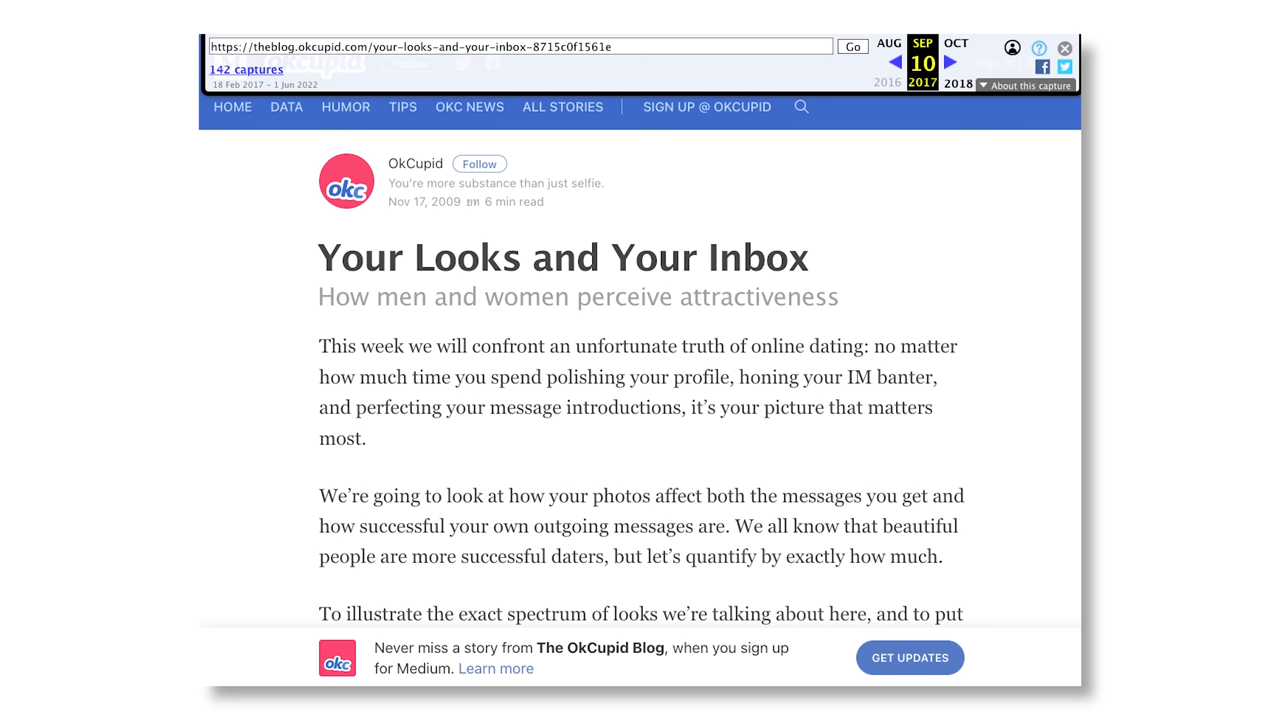 https://theblog.okcupid.com/your-looks-and-your-inbox-8715c0f1561e
Go
AUG SEP OCT
10
2016 2017 2018
142 captures
18 Feb 2017 – 1 Jun 2022
About this capture
okcupid
Follow
HOME DATA HUMOR TIPS OKC NEWS ALL STORIES SIGN UP @ OKCUPID
okc
OkCupid Follow
You're more substance than just selfie.
Nov 17, 2009 6 min read
Your Looks and Your Inbox
How men and women perceive attractiveness
This week we will confront an unfortunate truth of online dating: no matter
how much time you spend polishing your profile, honing your IM banter,
and perfecting your message introductions, it’s your picture that matters
most.
We’re going to look at how your photos affect both the messages you get and
how successful your own outgoing messages are. We all know that beautiful
people are more successful daters, but let’s quantify by exactly how much.
To illustrate the exact spectrum of looks we’re talking about here, and to put
okc
Never miss a story from The OkCupid Blog, when you sign up
for Medium. Learn more
GET UPDATES